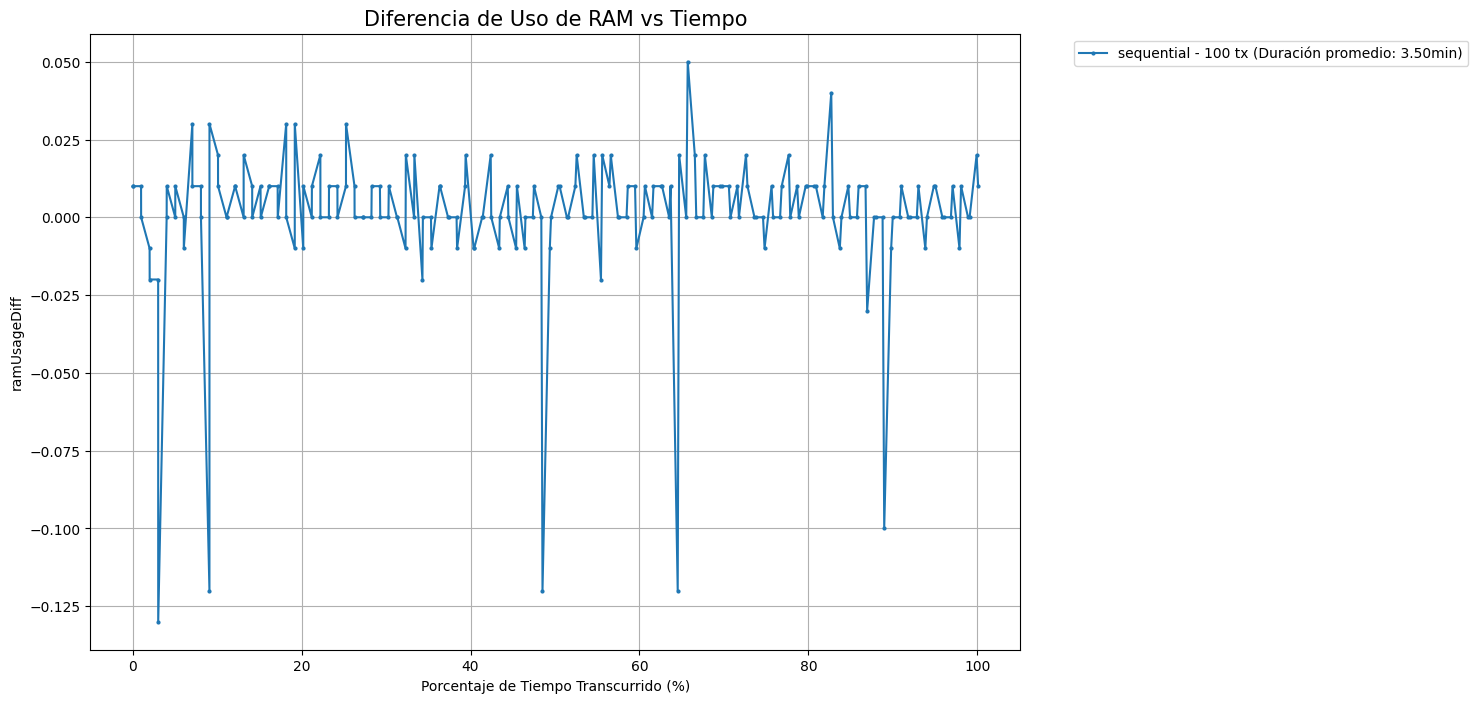 Diferencia de Uso de RAM vs Tiempo
sequential - 100 tx (Duración promedio: 3.50min)
ramUsageDiff
0.050
0.025
0.000
−0.025
−0.050
−0.075
−0.100
−0.125
0 20 40 60 80 100
Porcentaje de Tiempo Transcurrido (%)